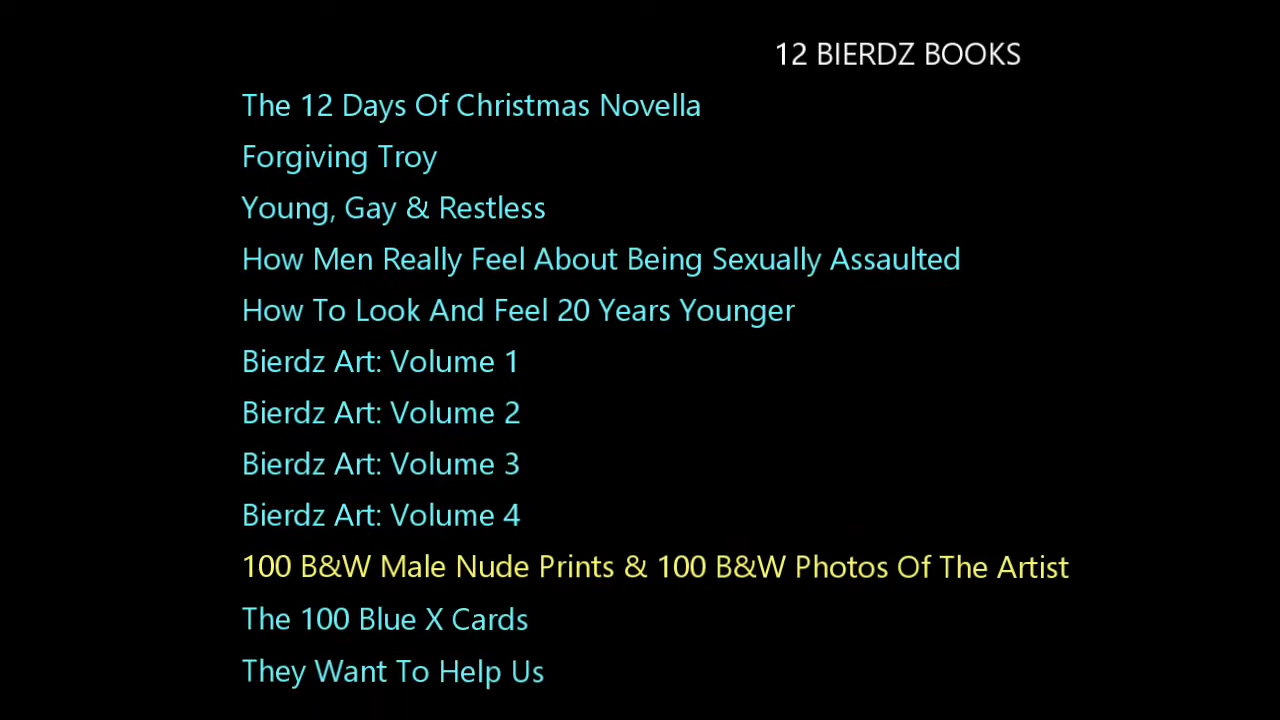 12 BIERDZ BOOKS
The 12 Days Of Christmas Novella
Forgiving Troy
Young, Gay & Restless
How Men Really Feel About Being Sexually Assaulted
How To Look And Feel 20 Years Younger
Bierdz Art: Volume 1
Bierdz Art: Volume 2
Bierdz Art: Volume 3
Bierdz Art: Volume 4
100 B&W Male Nude Prints & 100 B&W Photos Of The Artist
The 100 Blue X Cards
They Want To Help Us